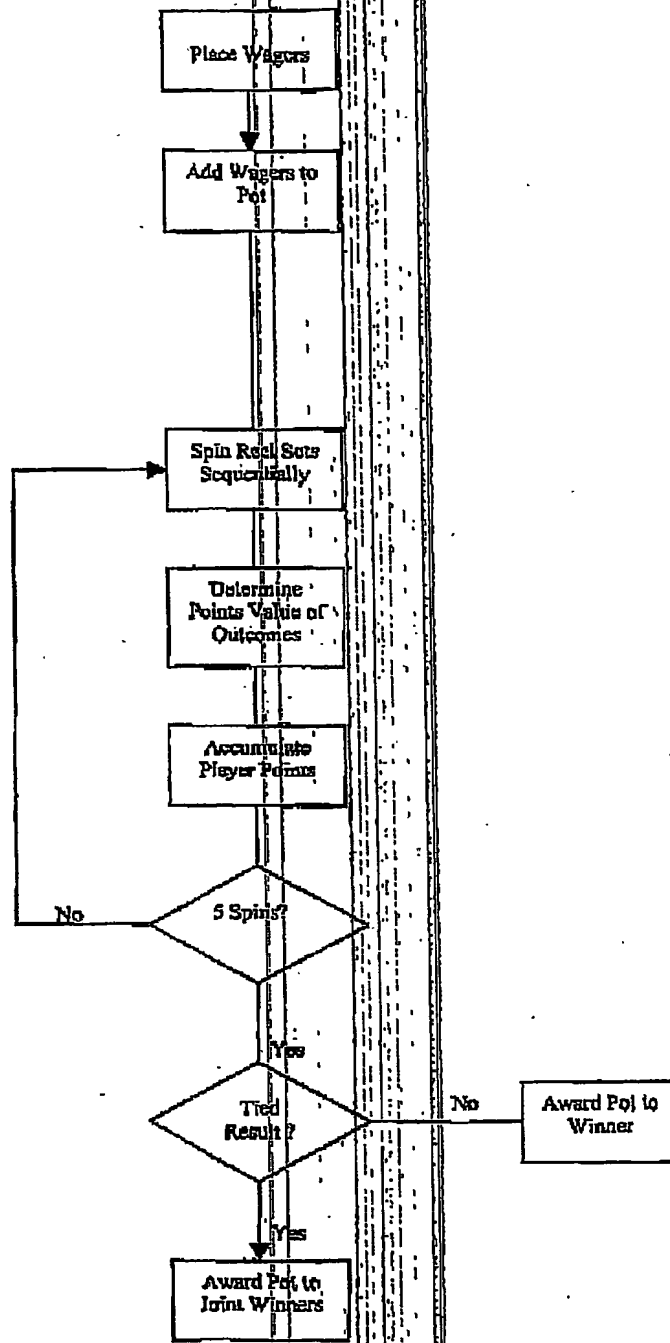 Place Wagers
Add Wagers to
Pot
Spin Reel Sets
Sequentially
Determine
Points Value of
Outcomes
Accumulate
Player Points
5 Spins?
No
Yes
Tied
Result ?
No
Award Pot to
Winner
Yes
Award Pot to
Joint Winners